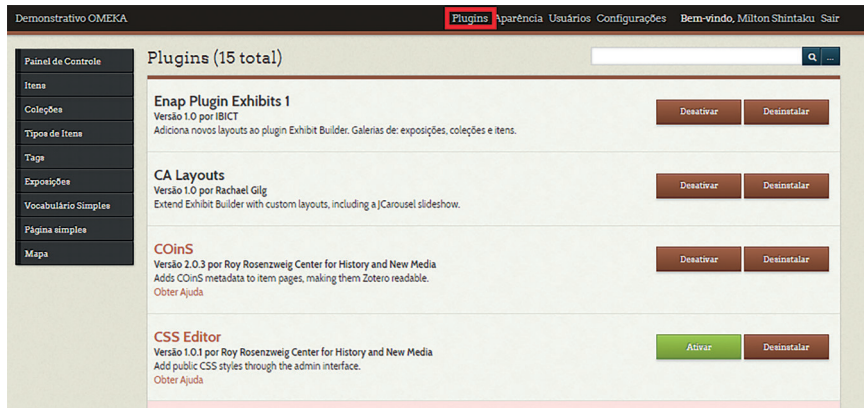 Demonstrativo OMEKA
Plugins Aparência Usuários Configurações Bem-vindo, Milton Shintaku Sair
Painel de Controle
Itens
Coleções
Tipos de Itens
Tags
Exposições
Vocabulário Simples
Página simples
Mapa
Plugins (15 total)
...
Enap Plugin Exhibits 1
Versão 1.0 por IBICT
Adiciona novos layouts ao plugin Exhibit Builder. Galerias de: exposições, coleções e itens.
Desativar Desinstalar
CA Layouts
Versão 1.0 por Rachael Gilg
Extend Exhibit Builder with custom layouts, including a JCarousel slideshow.
Desativar Desinstalar
COinS
Versão 2.0.3 por Roy Rosenzweig Center for History and New Media
Adds COinS metadata to item pages, making them Zotero readable.
Obter Ajuda
Desativar Desinstalar
CSS Editor
Versão 1.0.1 por Roy Rosenzweig Center for History and New Media
Add public CSS styles through the admin interface.
Obter Ajuda
Ativar Desinstalar